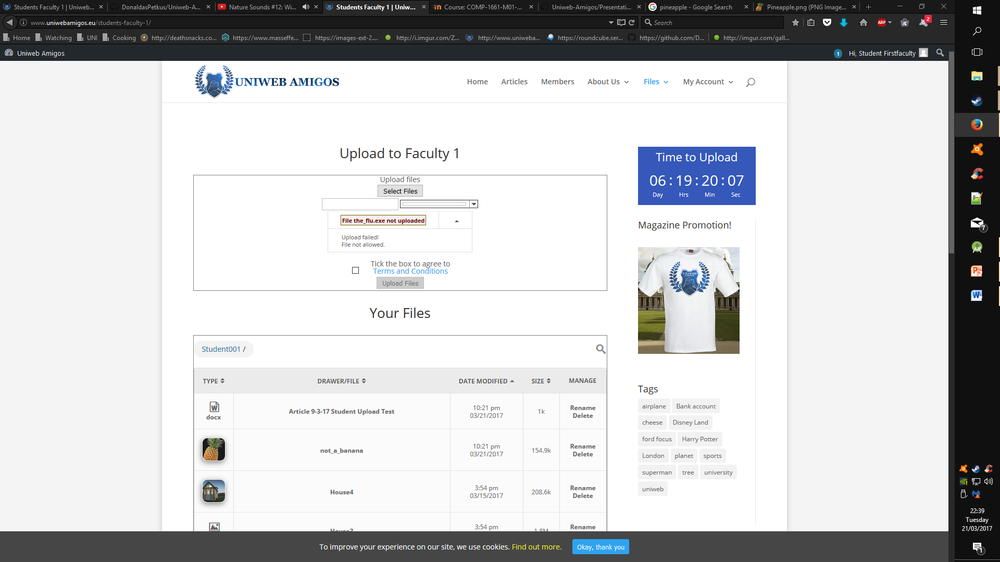 Students Faculty 1 | Uniweb...
DonaldasPetkus/Uniweb-A...
Nature Sounds #12: Wi...
Students Faculty 1 | Uniw...
Course: COMP-1661-M01-...
Uniweb-Amigos/Presentati...
pineapple - Google Search
Pineapple.png (PNG Image...
www.uniwebamigos.eu/students-faculty-1/
Search
ABP
2
Home
Watching
UNI
Cooking
http://deathsnacks.co...
https://www.masseffe...
https://images-ext-2....
http://i.imgur.com/Z...
http://www.uniweba...
https://roundcube.ser...
https://github.com/D...
http://imgur.com/gall...
Uniweb Amigos
1
Hi, Student Firstfaculty
UNIWEB AMIGOS
Home
Articles
Members
About Us
Files
My Account
Upload to Faculty 1
Upload files
Select Files
File the_flu.exe not uploaded
Upload failed!
File not allowed.
Tick the box to agree to
Terms and Conditions
Upload Files
Your Files
Student001 /
TYPE
DRAWER/FILE
DATE MODIFIED
SIZE
MANAGE
docx
Article 9-3-17 Student Upload Test
10:21 pm
03/21/2017
1k
Rename
Delete
not_a_banana
10:21 pm
03/21/2017
154.9k
Rename
Delete
House4
3:54 pm
03/15/2017
208.6k
Rename
Delete
3:54 pm
Rename
Time to Upload
06 : 19 : 20 : 07
Day Hrs Min Sec
Magazine Promotion!
UNIWEB
AMIGOS
Tags
airplane
Bank account
cheese
Disney Land
ford focus
Harry Potter
London
planet
sports
superman
tree
university
uniweb
To improve your experience on our site, we use cookies. Find out more.
Okay, thank you
7
22:39
Tuesday
21/03/2017
1